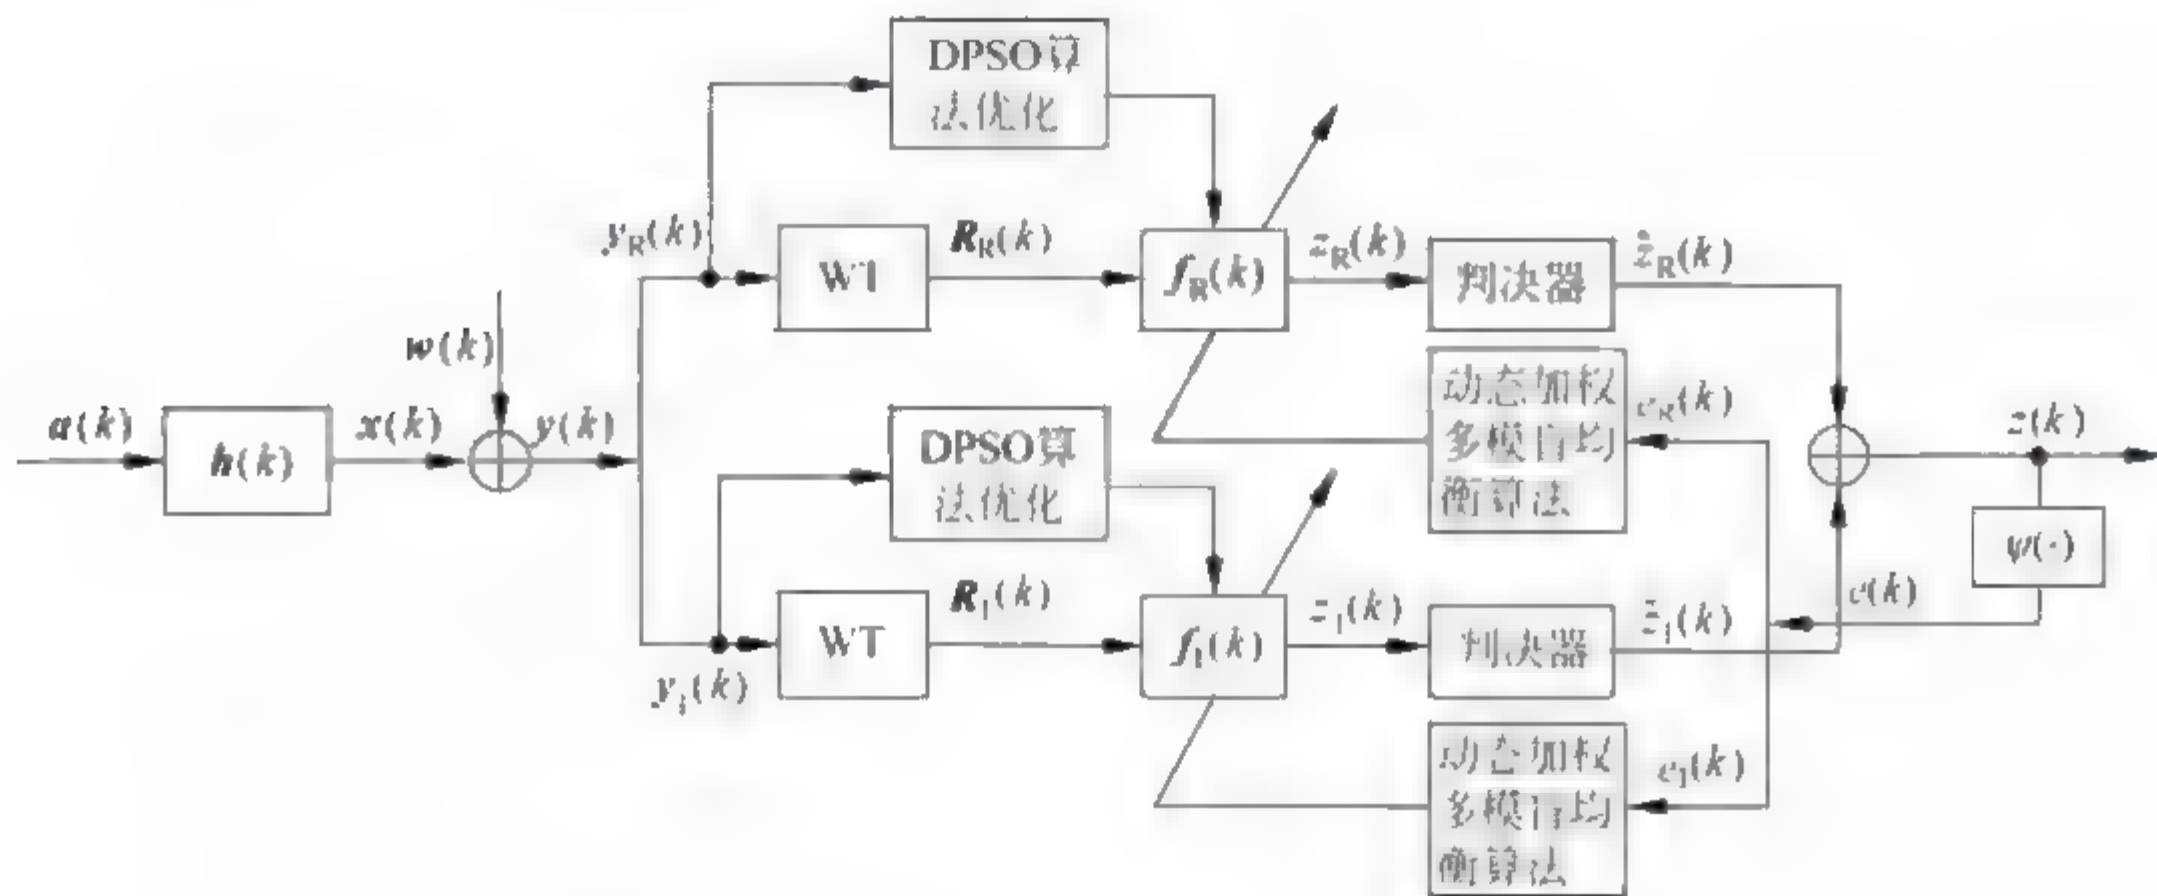 DPSO算
法优化
y_R(k)
WT
R_R(k)
f_R(k)
z_R(k)
判决器
ẑ_R(k)
w(k)
a(k)
h(k)
x(k)
y(k)
动态加权
多模盲均
衡算法
e_R(k)
z(k)
ψ(·)
e(k)
DPSO算
法优化
y_I(k)
WT
R_I(k)
f_I(k)
z_I(k)
判决器
ẑ_I(k)
动态加权
多模盲均
衡算法
e_I(k)